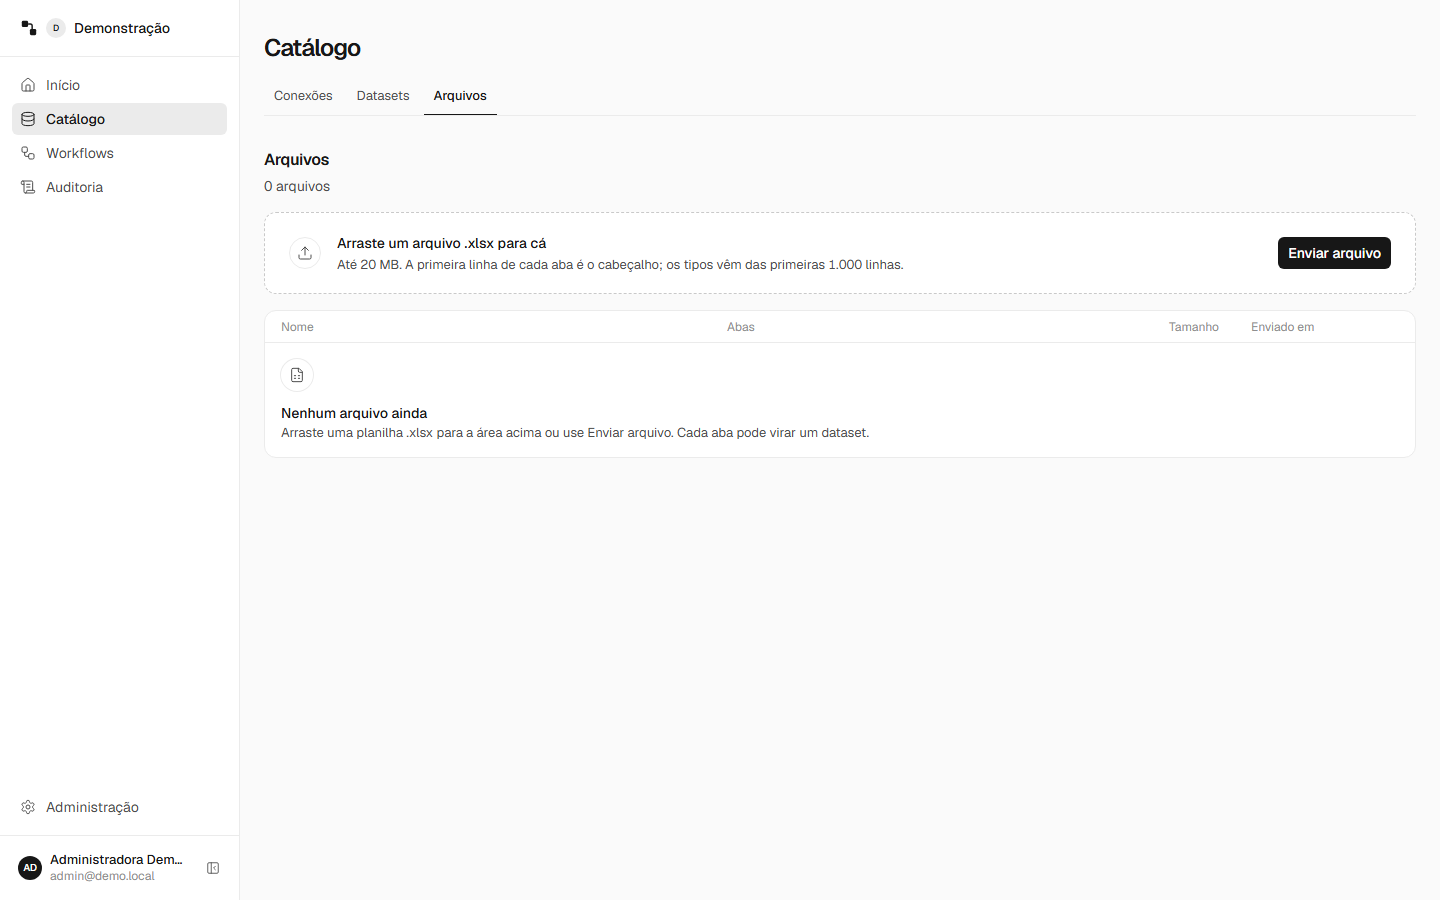 D Demonstração
Início
Catálogo
Workflows
Auditoria
Administração
AD
Administradora Dem...
admin@demo.local
Catálogo
Conexões Datasets Arquivos
Arquivos
0 arquivos
Arraste um arquivo .xlsx para cá
Até 20 MB. A primeira linha de cada aba é o cabeçalho; os tipos vêm das primeiras 1.000 linhas.
Enviar arquivo
Nome Abas Tamanho Enviado em
Nenhum arquivo ainda
Arraste uma planilha .xlsx para a área acima ou use Enviar arquivo. Cada aba pode virar um dataset.